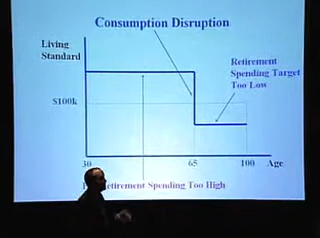 Consumption Disruption
Living
Standard
Retirement
Spending Target
Too Low
$100k
30
65
100
Age
Retirement Spending Too High